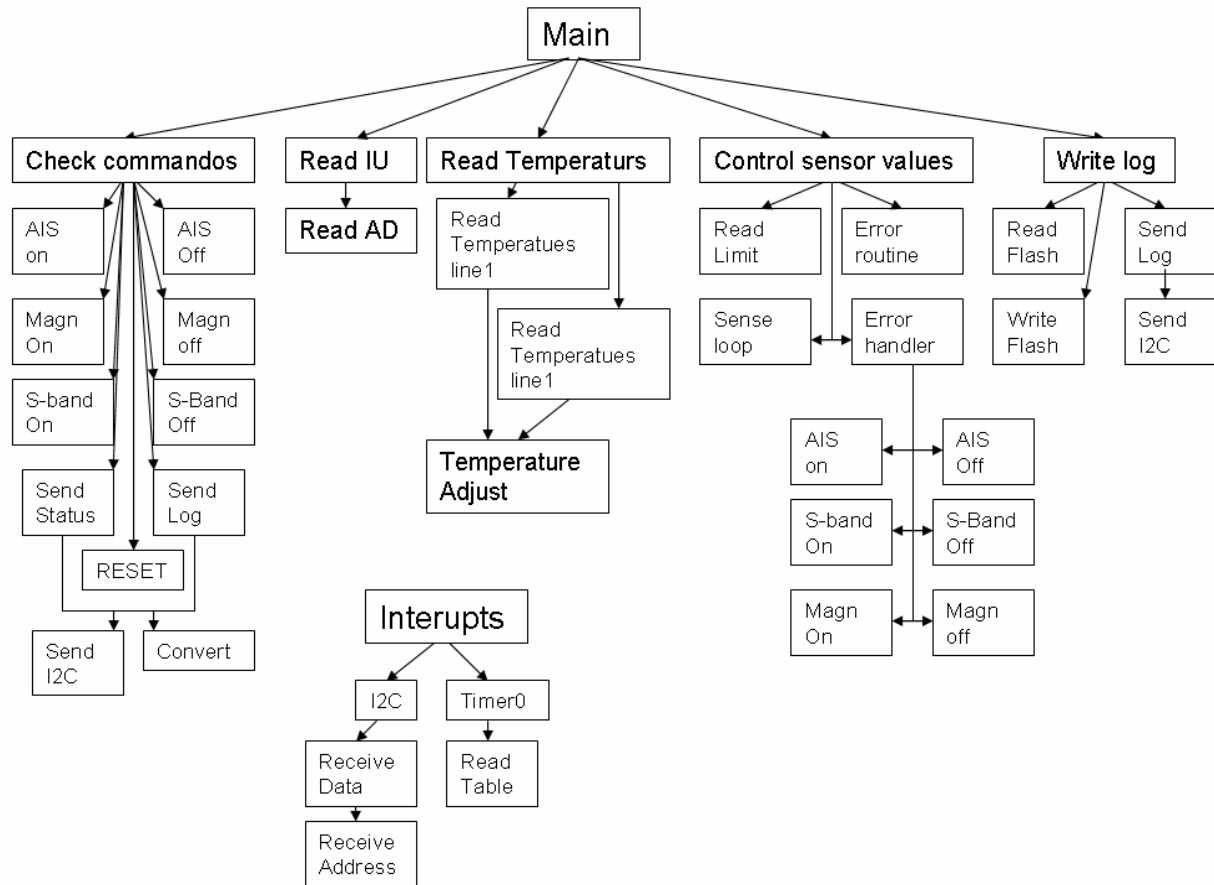 Main
Check commandos
Read IU
Read Temperaturs
Control sensor values
Write log
AIS
on
AIS
Off
Magn
On
Magn
off
S-band
On
S-Band
Off
Send
Status
Send
Log
RESET
Send
I2C
Convert
Read AD
Read
Temperatues
line1
Read
Temperatues
line1
Temperature
Adjust
Read
Limit
Error
routine
Sense
loop
Error
handler
AIS
on
AIS
Off
S-band
On
S-Band
Off
Magn
On
Magn
off
Read
Flash
Send
Log
Write
Flash
Send
I2C
Interupts
I2C
Timer0
Receive
Data
Read
Table
Receive
Address